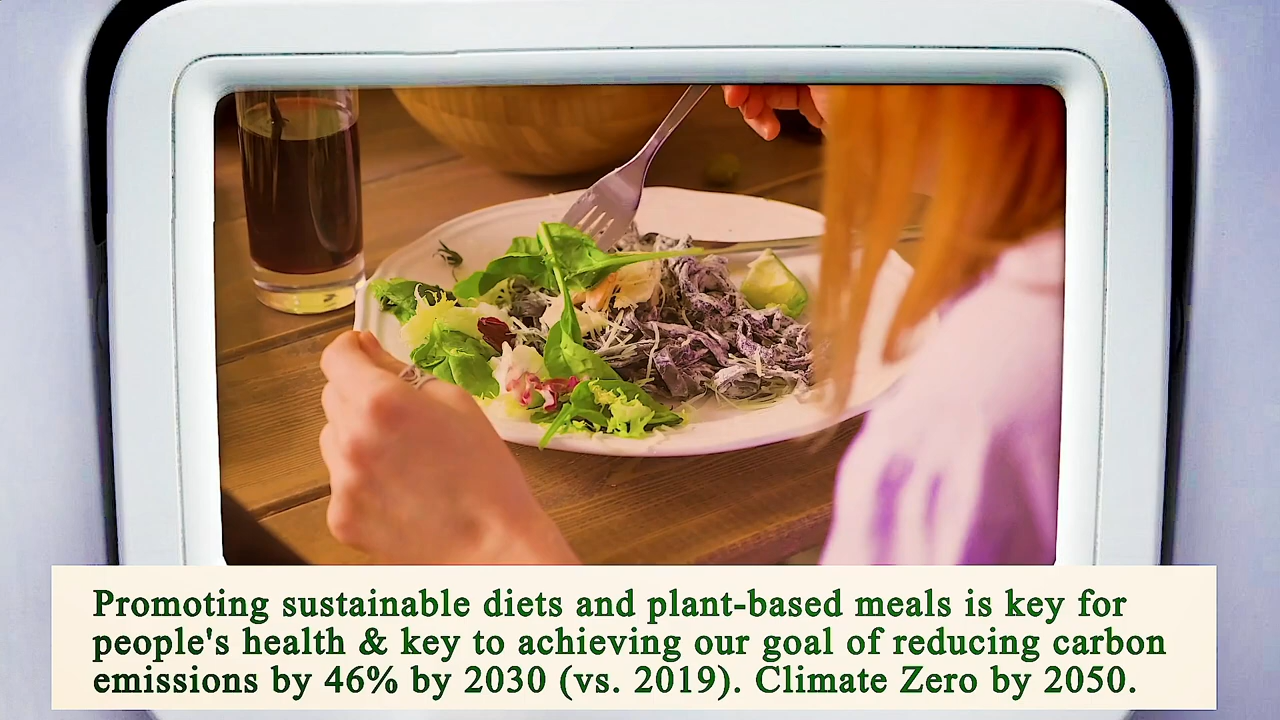 Promoting sustainable diets and plant-based meals is key for
people's health & key to achieving our goal of reducing carbon
emissions by 46% by 2030 (vs. 2019). Climate Zero by 2050.